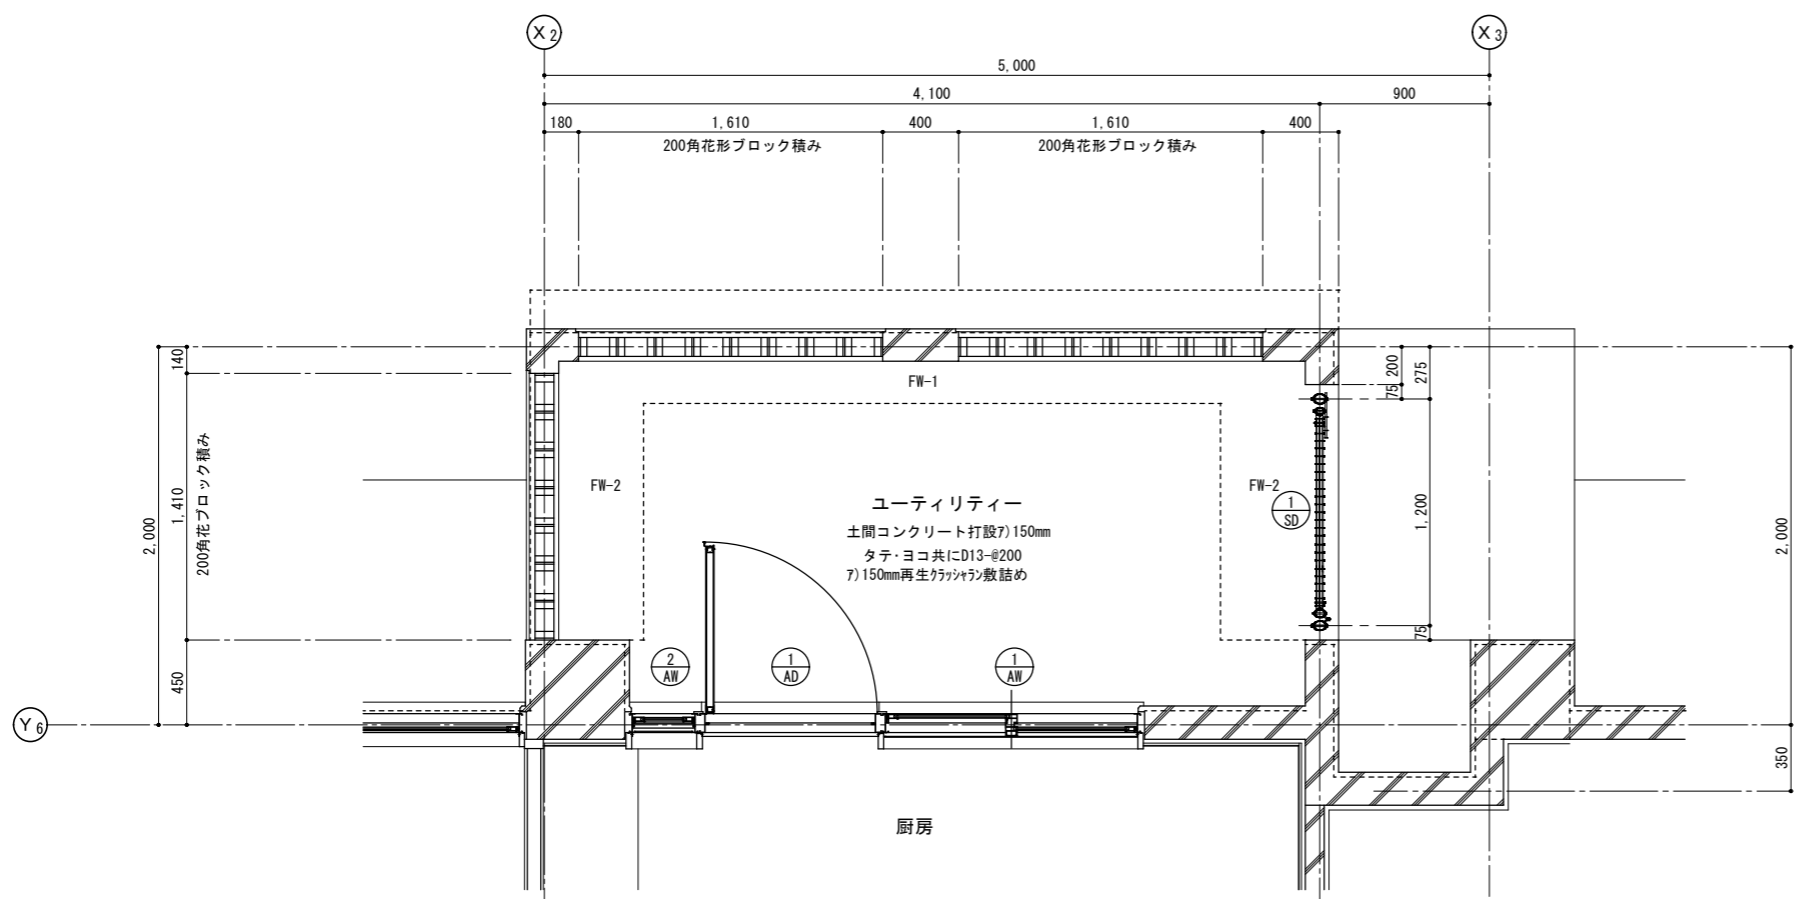 X2
X3
5,000
4,100
900
180
1,610
400
1,610
400
200角花形ブロック積み
200角花形ブロック積み
140
1,410
450
2,000
200角花ブロック積み
FW-1
FW-2
FW-2
200
75
275
1,200
75
2,000
350
ユーティリティー
土間コンクリート打設ｱ)150mm
タテ・ヨコ共にD13-@200
ｱ)150mm再生ｸﾗｯｼｬﾗﾝ敷詰め
1
SD
2
AW
1
AD
1
AW
Y6
厨房